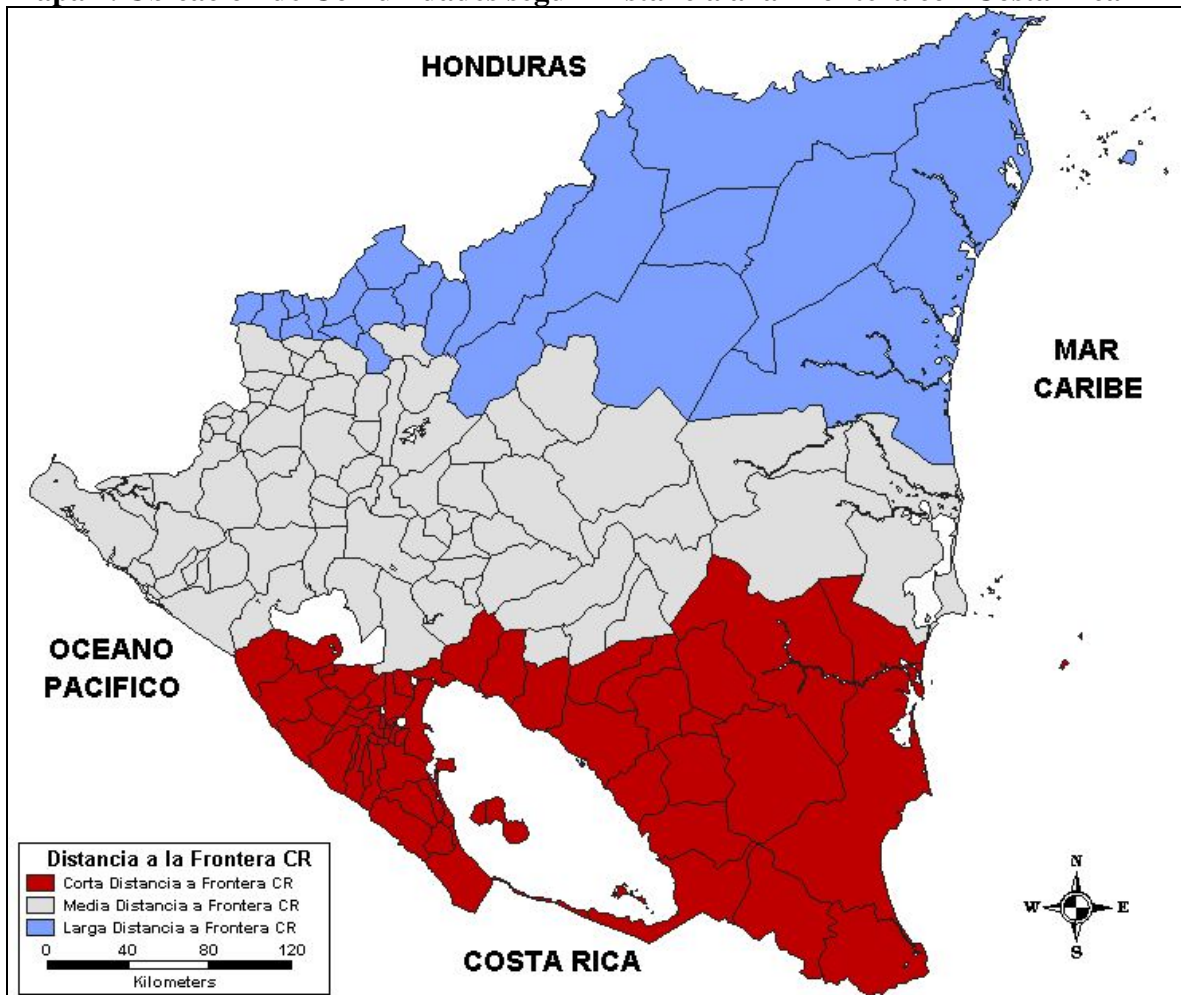 HONDURAS
MAR
CARIBE
OCEANO
PACIFICO
COSTA RICA
Distancia a la Frontera CR
Corta Distancia a Frontera CR
Media Distancia a Frontera CR
Larga Distancia a Frontera CR
0 40 80 120
Kilometers
N
W E
S